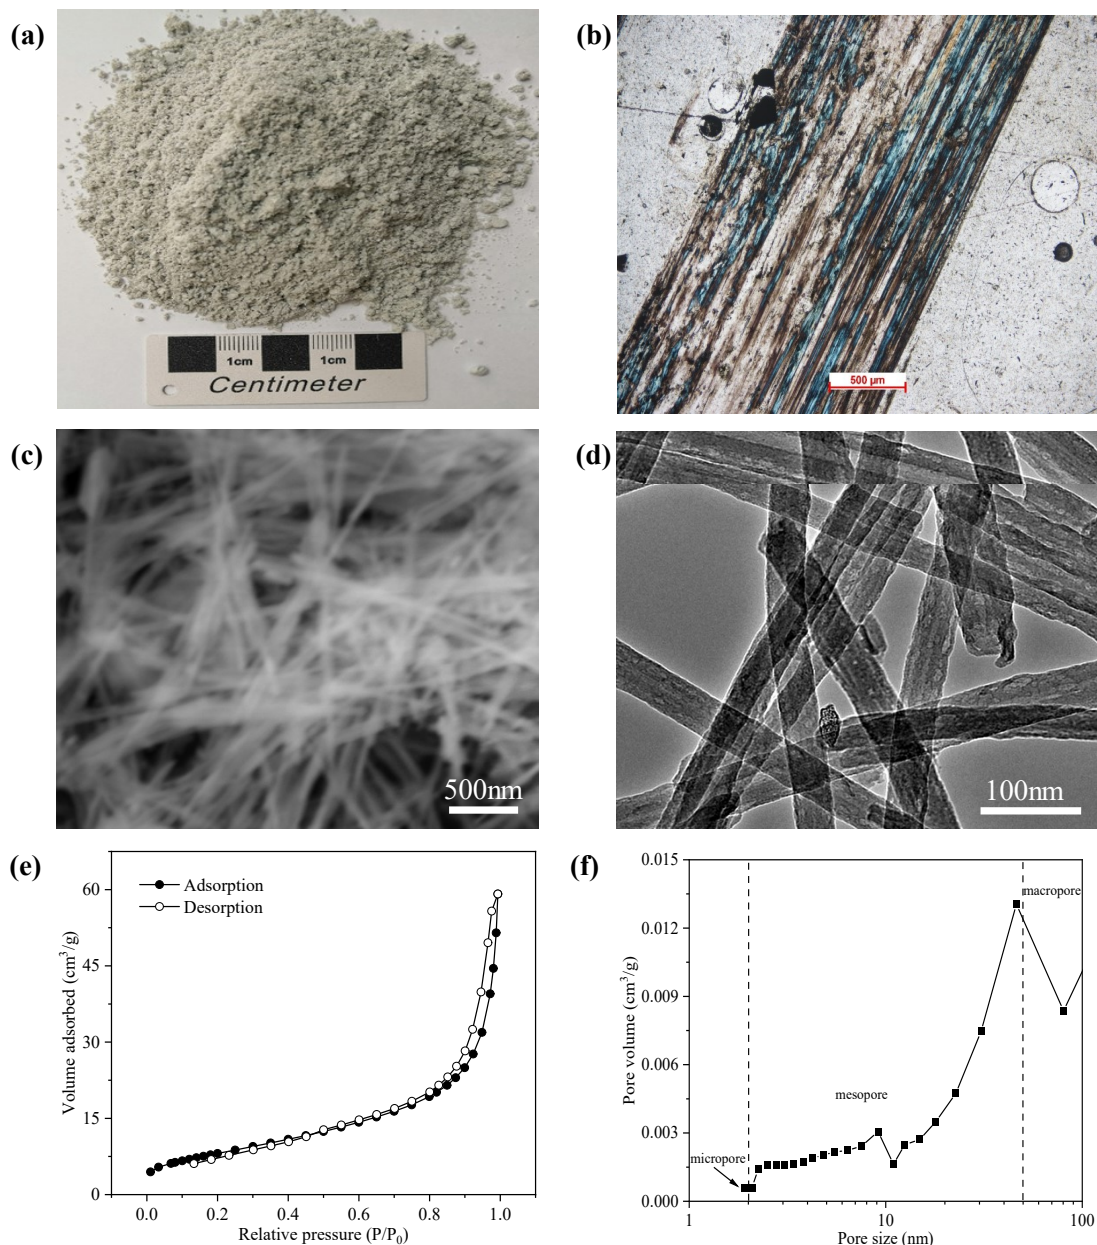 (a)
1cm 1cm
Centimeter
(b)
500 μm
(c)
500nm
(d)
100nm
(e)
Adsorption
Desorption
Volume adsorbed (cm³/g)
60
45
30
15
0
0.0 0.2 0.4 0.6 0.8 1.0
Relative pressure (P/P₀)
(f)
Pore volume (cm³/g)
0.015
0.012
0.009
0.006
0.003
0.000
macropore
mesopore
micropore
1 10 100
Pore size (nm)